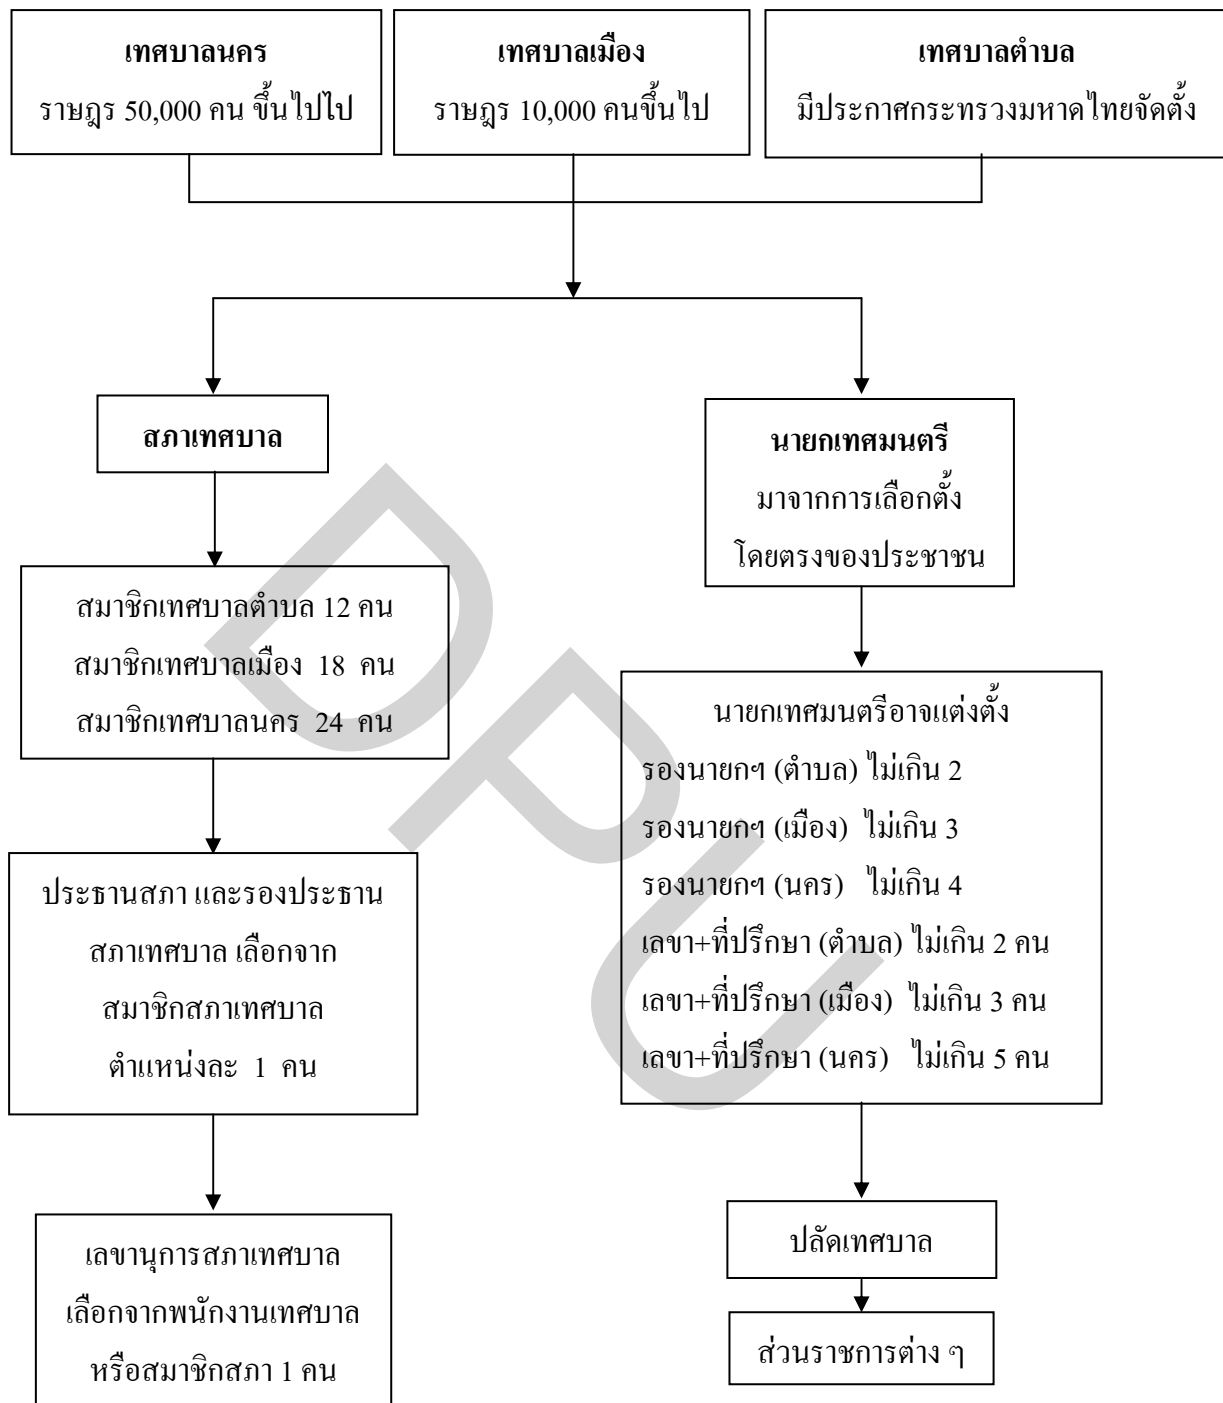 เทศบาลนคร
ราษฎร 50,000 คน ขึ้นไปไป
เทศบาลเมือง
ราษฎร 10,000 คนขึ้นไป
เทศบาลตำบล
มีประกาศกระทรวงมหาดไทยจัดตั้ง
สภาเทศบาล
สมาชิกเทศบาลตำบล 12 คน
สมาชิกเทศบาลเมือง 18 คน
สมาชิกเทศบาลนคร 24 คน
ประธานสภา และรองประธาน
สภาเทศบาล เลือกจาก
สมาชิกสภาเทศบาล
ตำแหน่งละ 1 คน
เลขานุการสภาเทศบาล
เลือกจากพนักงานเทศบาล
หรือสมาชิกสภา 1 คน
นายกเทศมนตรี
มาจากการเลือกตั้ง
โดยตรงของประชาชน
นายกเทศมนตรีอาจแต่งตั้ง
รองนายกฯ (ตำบล) ไม่เกิน 2
รองนายกฯ (เมือง) ไม่เกิน 3
รองนายกฯ (นคร) ไม่เกิน 4
เลขา+ที่ปรึกษา (ตำบล) ไม่เกิน 2 คน
เลขา+ที่ปรึกษา (เมือง) ไม่เกิน 3 คน
เลขา+ที่ปรึกษา (นคร) ไม่เกิน 5 คน
ปลัดเทศบาล
ส่วนราชการต่าง ๆ
DPU